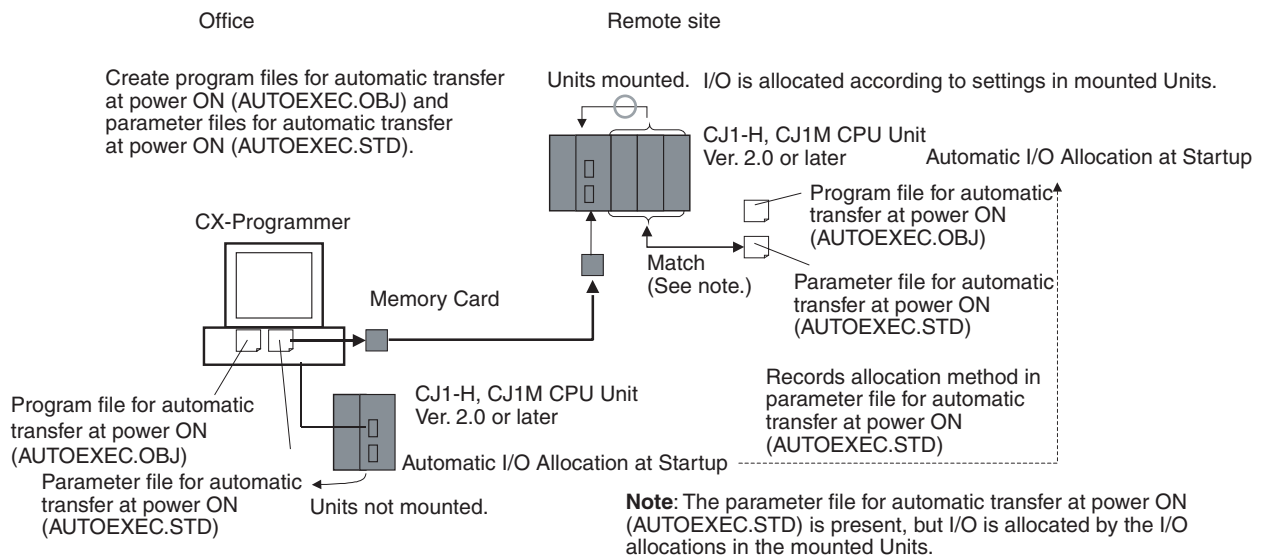 Office
Remote site
Create program files for automatic transfer
at power ON (AUTOEXEC.OBJ) and
parameter files for automatic transfer
at power ON (AUTOEXEC.STD).
Units mounted.
I/O is allocated according to settings in mounted Units.
CJ1-H, CJ1M CPU Unit
Ver. 2.0 or later
Automatic I/O Allocation at Startup
Program file for automatic
transfer at power ON
(AUTOEXEC.OBJ)
Match
(See note.)
Parameter file for automatic
transfer at power ON
(AUTOEXEC.STD)
CX-Programmer
Memory Card
Records allocation method in
parameter file for automatic
transfer at power ON
(AUTOEXEC.STD)
CJ1-H, CJ1M CPU Unit
Ver. 2.0 or later
Program file for automatic
transfer at power ON
(AUTOEXEC.OBJ)
Automatic I/O Allocation at Startup
Parameter file for automatic
transfer at power ON
(AUTOEXEC.STD)
Units not mounted.
Note: The parameter file for automatic transfer at power ON
(AUTOEXEC.STD) is present, but I/O is allocated by the I/O
allocations in the mounted Units.